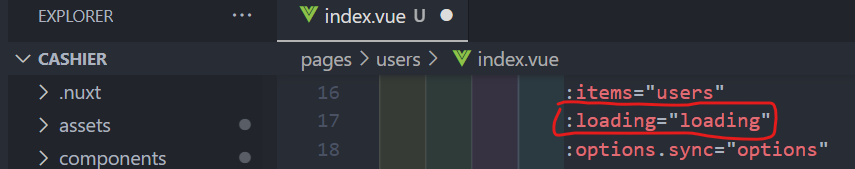 EXPLORER ...
index.vue U
CASHIER
pages > users > index.vue
.nuxt
16 :items="users"
assets
17 :loading="loading"
components
18 :options.sync="options"